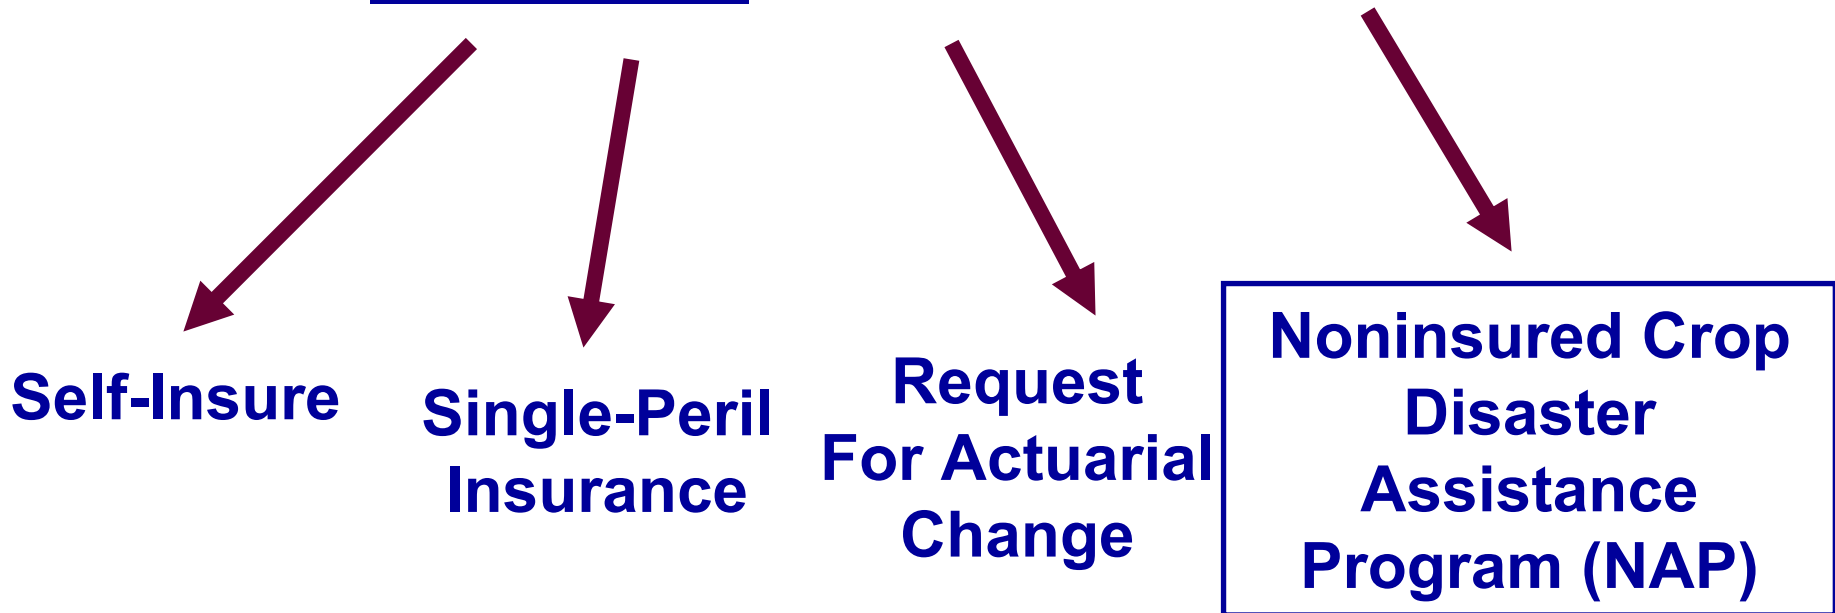 Self-Insure
Single-Peril
Insurance
Request
For Actuarial
Change
Noninsured Crop
Disaster
Assistance
Program (NAP)